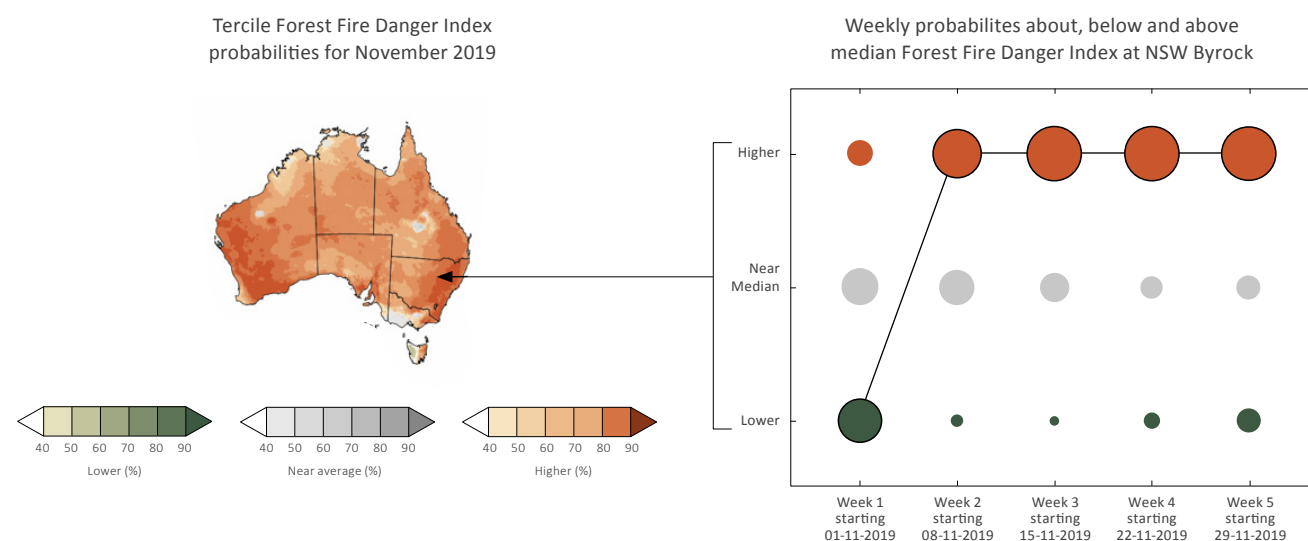 Tercile Forest Fire Danger Index
probabilities for November 2019
40 50 60 70 80 90
Lower (%)
40 50 60 70 80 90
Near average (%)
40 50 60 70 80 90
Higher (%)
Weekly probabilites about, below and above
median Forest Fire Danger Index at NSW Byrock
Higher
Near
Median
Lower
Week 1
starting
01-11-2019
Week 2
starting
08-11-2019
Week 3
starting
15-11-2019
Week 4
starting
22-11-2019
Week 5
starting
29-11-2019